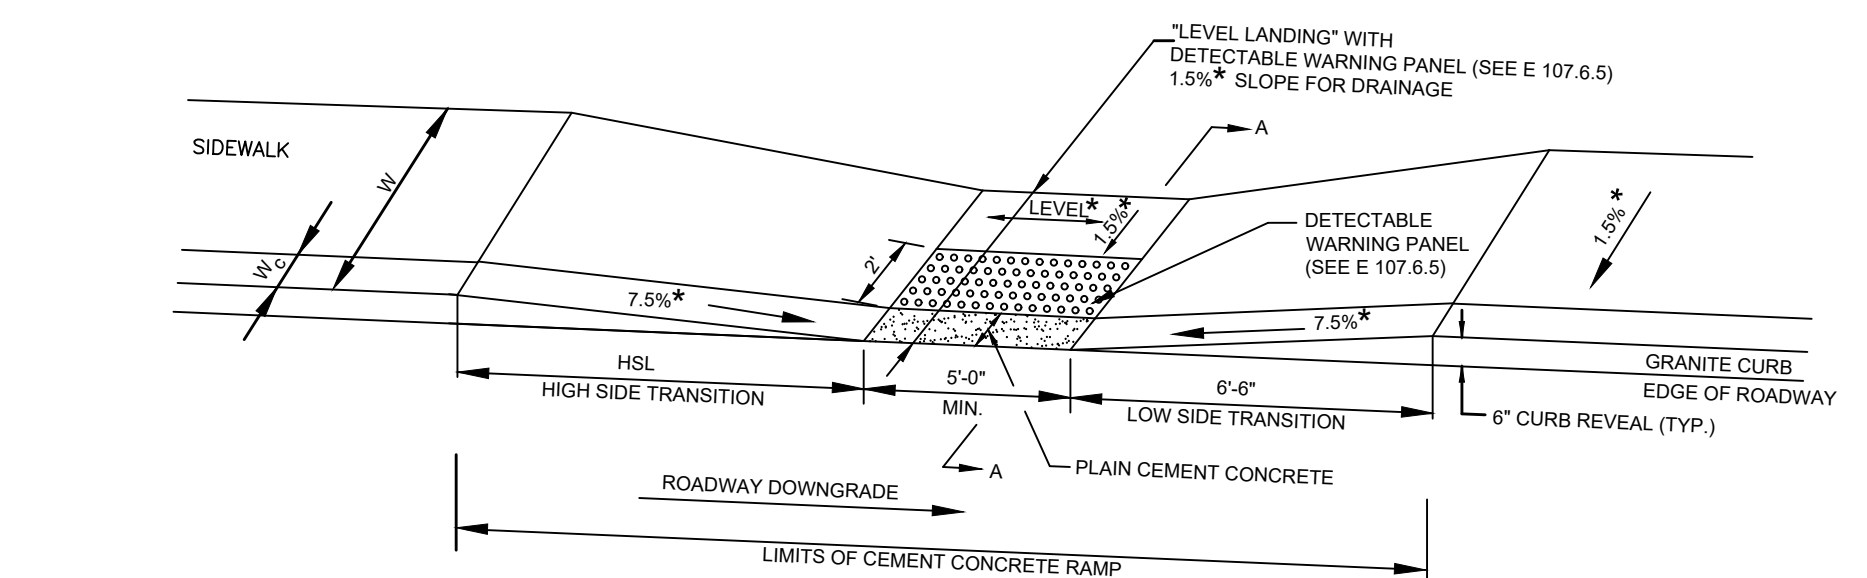 "LEVEL LANDING" WITH
DETECTABLE WARNING PANEL (SEE E 107.6.5)
1.5%* SLOPE FOR DRAINAGE
A
SIDEWALK
W
LEVEL*
1.5%*
1.5%*
DETECTABLE
WARNING PANEL
(SEE E 107.6.5)
Wc
2'
7.5%*
7.5%*
HSL
HIGH SIDE TRANSITION
5'-0"
MIN.
6'-6"
LOW SIDE TRANSITION
GRANITE CURB
EDGE OF ROADWAY
6" CURB REVEAL (TYP.)
A
PLAIN CEMENT CONCRETE
ROADWAY DOWNGRADE
LIMITS OF CEMENT CONCRETE RAMP